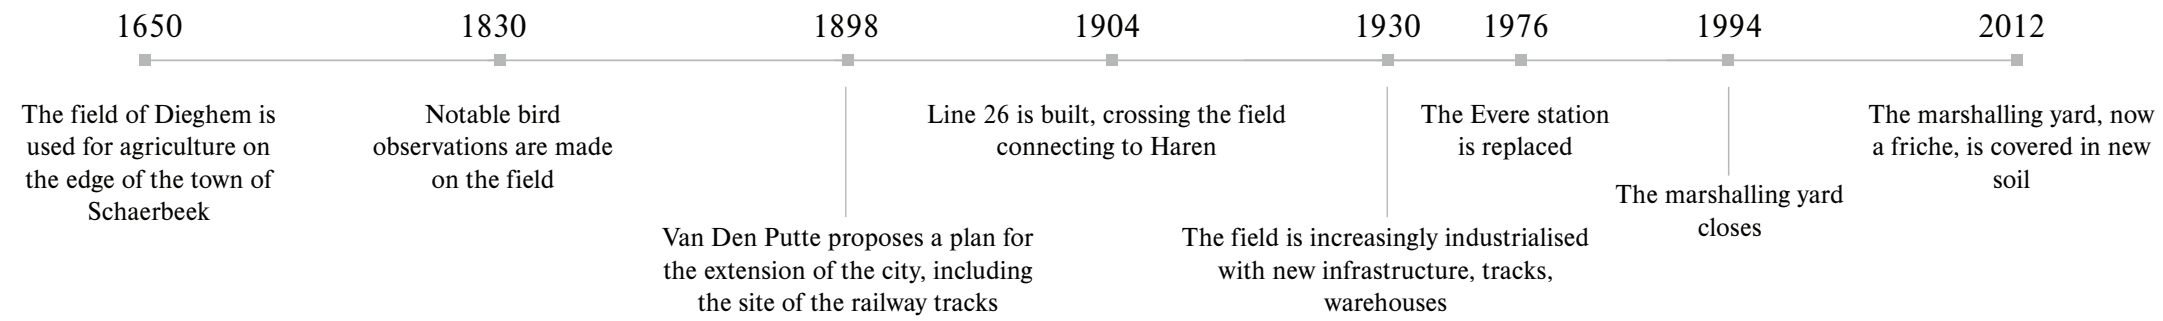 1650
1830
1898
1904
1930
1976
1994
2012
The field of Dieghem is
used for agriculture on
the edge of the town of
Schaerbeek
Notable bird
observations are made
on the field
Van Den Putte proposes a plan for
the extension of the city, including
the site of the railway tracks
Line 26 is built, crossing the field
connecting to Haren
The field is increasingly industrialised
with new infrastructure, tracks,
warehouses
The Evere station
is replaced
The marshalling yard
closes
The marshalling yard, now
a friche, is covered in new
soil